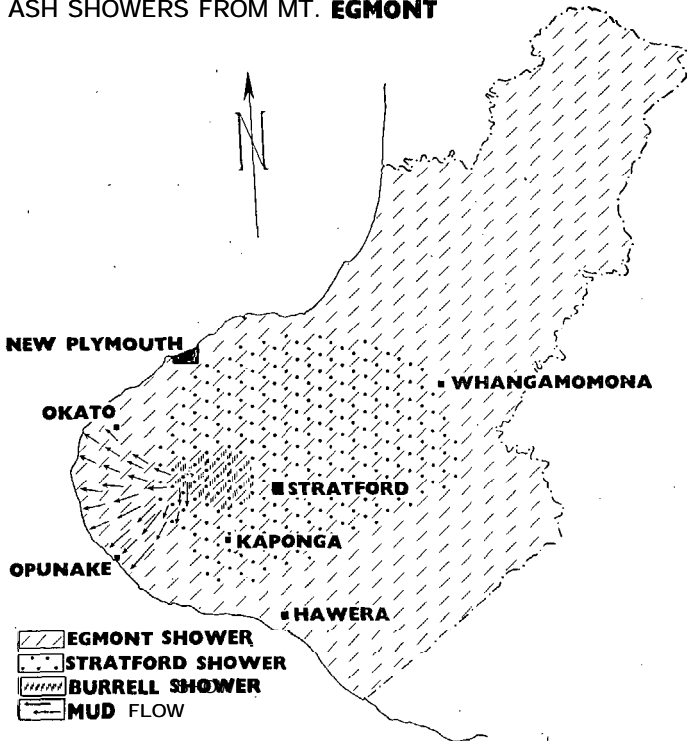 ASH SHOWERS FROM MT. EGMONT
N
NEW PLYMOUTH
WHANGAMOMONA
OKATO
STRATFORD
KAPONGA
OPUNAKE
HAWERA
EGMONT SHOWER
STRATFORD SHOWER
BURRELL SHOWER
MUD FLOW